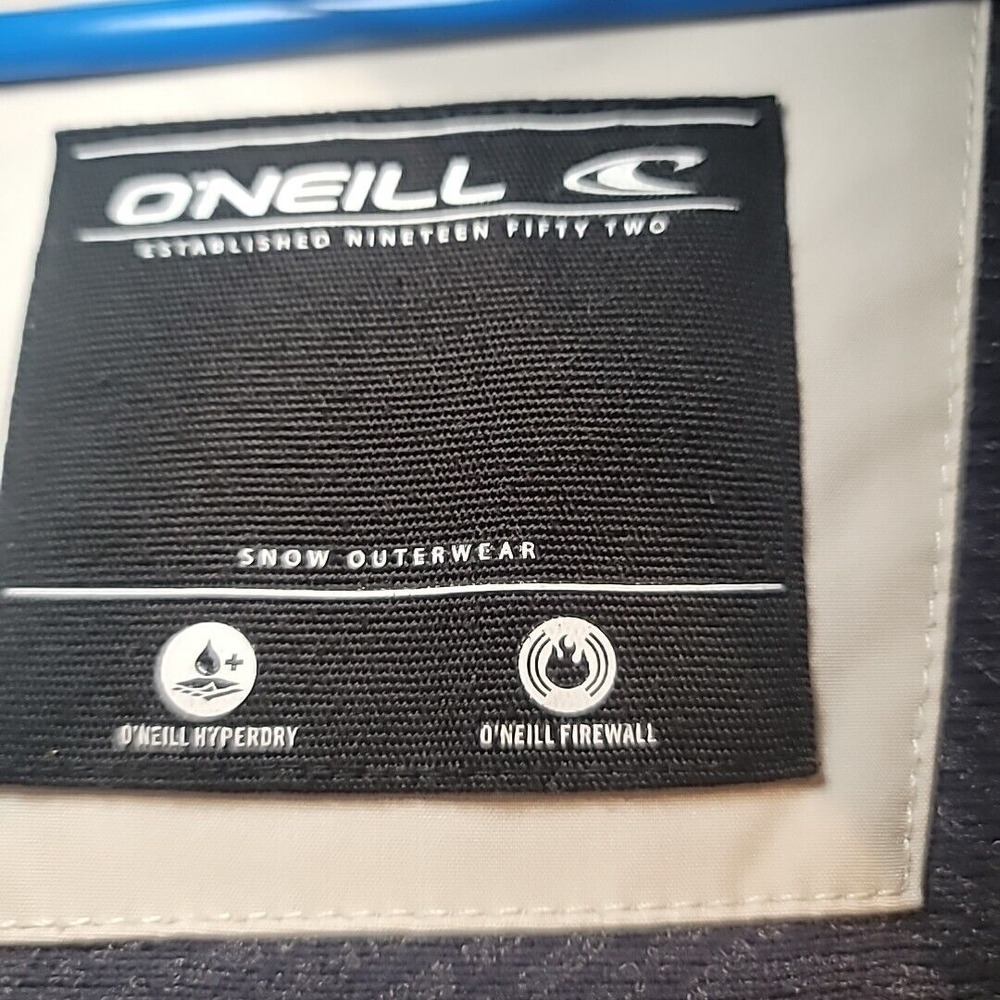 O'NEILL
ESTABLISHED NINETEEN FIFTY TWO
SNOW OUTERWEAR
O'NEILL HYPERDRY
O'NEILL FIREWALL